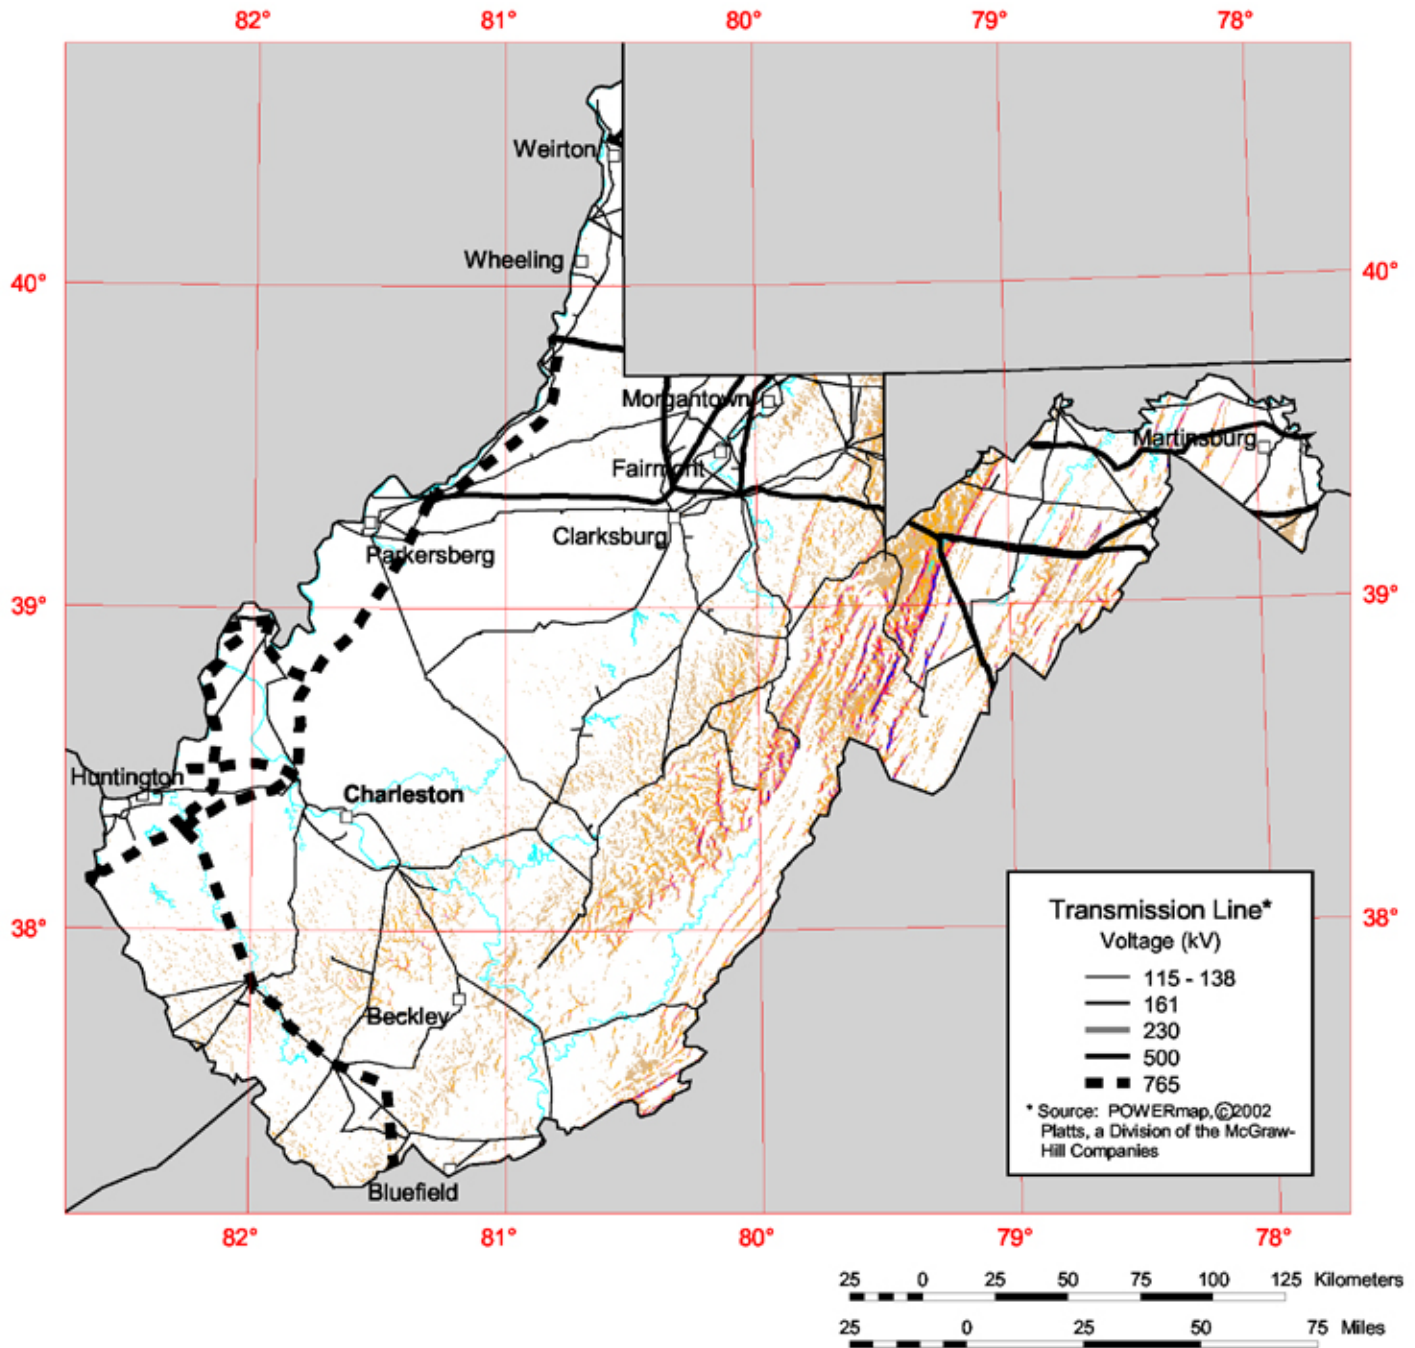 82° 81° 80° 79° 78°
Weirton
Wheeling
40° 40°
Morgantown
Martinsburg
Fairmont
Clarksburg
Parkersberg
39° 39°
Huntington
Charleston
38° 38°
Beckley
Bluefield
Transmission Line*
Voltage (kV)
115 - 138
161
230
500
765
* Source: POWERmap, ©2002
Platts, a Division of the McGraw-
Hill Companies
82° 81° 80° 79° 78°
25 0 25 50 75 100 125 Kilometers
25 0 25 50 75 Miles